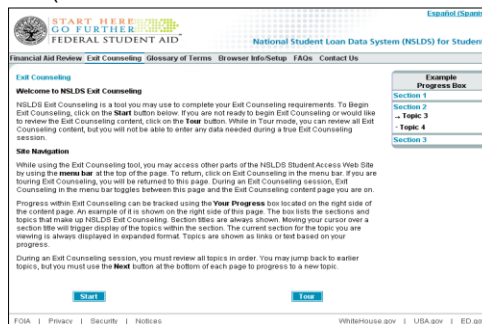 Español (Spanis
START HERE
GO FURTHER
FEDERAL STUDENT AID
National Student Loan Data System (NSLDS) for Student
Financial Aid Review Exit Counseling Glossary of Terms Browser Info/Setup FAQs Contact Us
Exit Counseling
Welcome to NSLDS Exit Counseling
NSLDS Exit Counseling is a tool you may use to complete your Exit Counseling requirements. To Begin
Exit Counseling, click on the Start button below. If you are not ready to begin Exit Counseling or would like
to review the Exit Counseling content, click on the Tour button. While in Tour mode, you can review all Exit
Counseling content, but you will not be able to enter any data needed during a true Exit Counseling
session.
Site Navigation
While using the Exit Counseling tool, you may access other parts of the NSLDS Student Access Web Site
by using the menu bar at the top of the page. To return, click on Exit Counseling in the menu bar. If you are
touring Exit Counseling, you will be returned to this page. During an Exit Counseling session, Exit
Counseling in the menu bar toggles between this page and the Exit Counseling content page you are on.
Progress within Exit Counseling can be tracked using the Your Progress box located on the right side of
the content page. An example of it is shown on the right side of this page. The box lists the sections and
topics that make up NSLDS Exit Counseling. Section titles are always shown. Moving your cursor over a
section title will trigger display of the topics within the section. The current section for the topic you are
viewing is always displayed in expanded format. Topics are shown as links or text based on your
progress.
During an Exit Counseling session, you must review all topics in order. You may jump back to earlier
topics, but you must use the Next button at the bottom of each page to progress to a new topic.
Start Tour
Example
Progress Box
Section 1
Section 2
→ Topic 3
- Topic 4
Section 3
FOIA | Privacy | Security | Notices
WhiteHouse.gov | USA.gov | ED.go